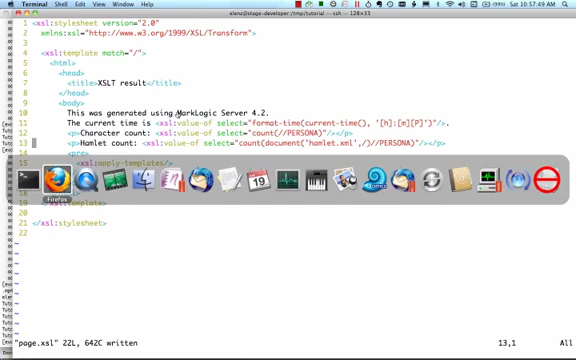 Terminal Shell Edit View Window Help
Sun 10:57:49 AM
elena@stage-developer:/tmp/tutorial — ssh — 128×33
1 <xsl:stylesheet version="2.0"
2 xmlns:xsl="http://www.w3.org/1999/XSL/Transform">
3
4 <xsl:template match="/">
5 <html>
6 <head>
7 <title>XSLT result</title>
8 </head>
9 <body>
10 This was generated using MarkLogic Server 4.2.
11 The current time is <xsl:value-of select="format-time(current-time(), '[h]:[m][P]')"/>.
12 <p>Character count: <xsl:value-of select="count(//PERSONA)"/></p>
13 <p>Hamlet count: <xsl:value-of select="count(document('hamlet.xml',/)//PERSONA)"/></p>
14 <pre>
15 <xsl:apply-templates/>
19 </xsl:template>
20
21 </xsl:stylesheet>
22
Firefox
JUL
19
"page.xsl" 22L, 642C written
13,1
All